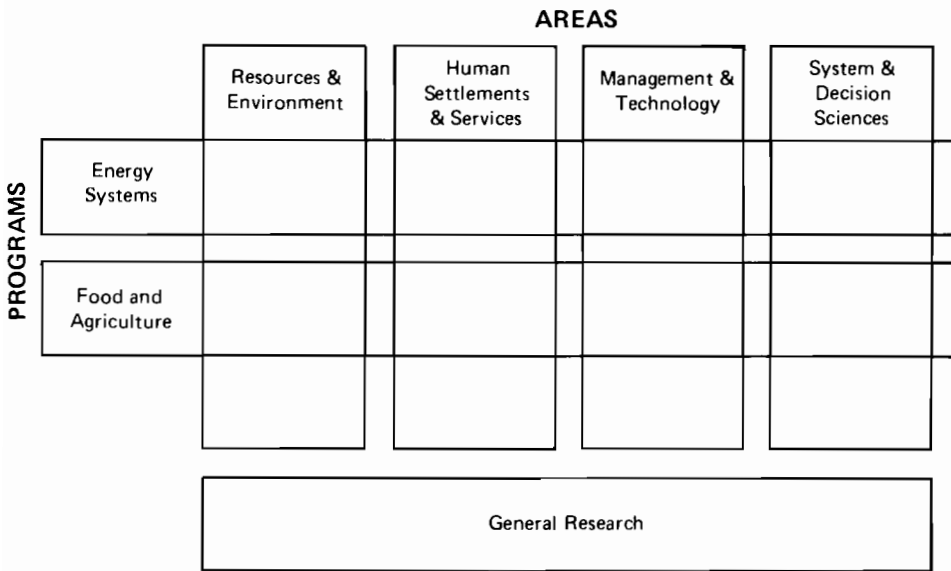 AREAS
Resources &
Environment
Human
Settlements
& Services
Management &
Technology
System &
Decision
Sciences
PROGRAMS
Energy
Systems
Food and
Agriculture
General Research